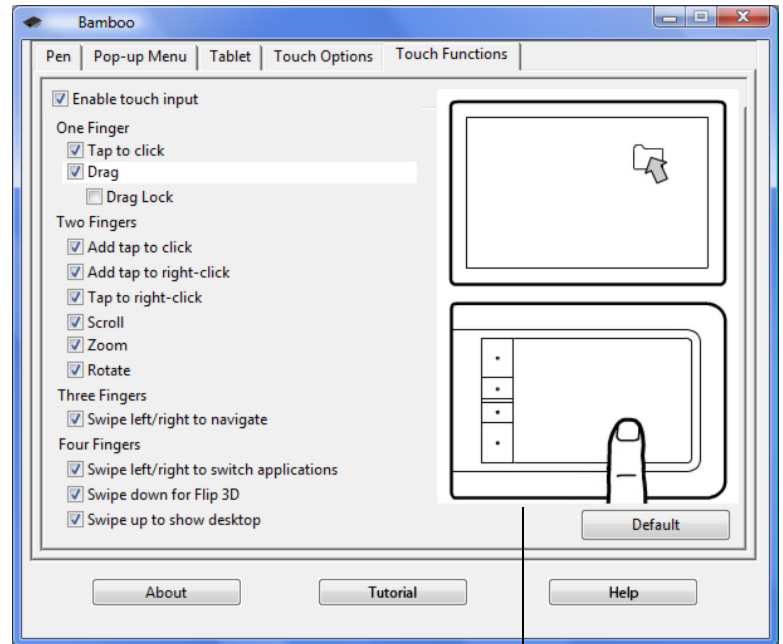 Bamboo
Pen Pop-up Menu Tablet Touch Options Touch Functions
Enable touch input
One Finger
Tap to click
Drag
Drag Lock
Two Fingers
Add tap to click
Add tap to right-click
Tap to right-click
Scroll
Zoom
Rotate
Three Fingers
Swipe left/right to navigate
Four Fingers
Swipe left/right to switch applications
Swipe down for Flip 3D
Swipe up to show desktop
Default
About Tutorial Help